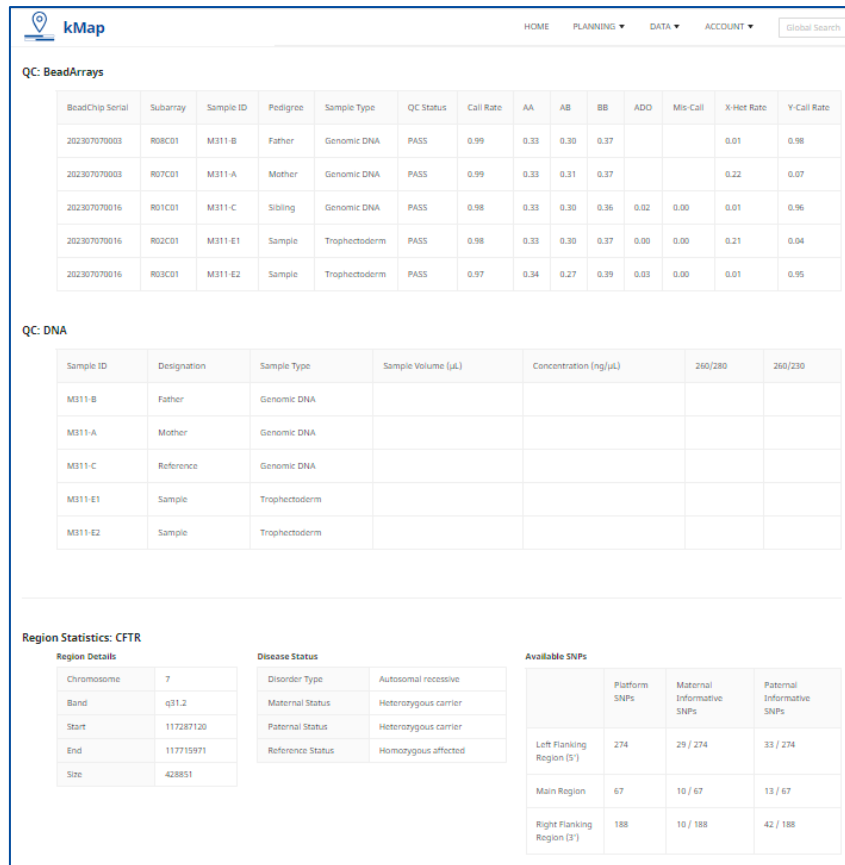 kMap
HOME PLANNING ▼ DATA ▼ ACCOUNT ▼ Global Search
QC: BeadArrays
BeadChip Serial Subarray Sample ID Pedigree Sample Type QC Status Call Rate AA AB BB ADO Mis-Call X-Het Rate Y-Call Rate
202307070003 R08C01 M311-B Father Genomic DNA PASS 0.99 0.33 0.30 0.37 0.01 0.98
202307070003 R07C01 M311-A Mother Genomic DNA PASS 0.99 0.33 0.31 0.37 0.22 0.07
202307070016 R01C01 M311-C Sibling Genomic DNA PASS 0.98 0.33 0.30 0.36 0.02 0.00 0.01 0.96
202307070016 R02C01 M311-E1 Sample Trophectoderm PASS 0.98 0.33 0.30 0.37 0.00 0.00 0.21 0.04
202307070016 R03C01 M311-E2 Sample Trophectoderm PASS 0.97 0.34 0.27 0.39 0.03 0.00 0.01 0.95
QC: DNA
Sample ID Designation Sample Type Sample Volume (µL) Concentration (ng/µL) 260/280 260/230
M311-B Father Genomic DNA
M311-A Mother Genomic DNA
M311-C Reference Genomic DNA
M311-E1 Sample Trophectoderm
M311-E2 Sample Trophectoderm
Region Statistics: CFTR
Region Details
Chromosome 7
Band q31.2
Start 117287120
End 117715971
Size 428851
Disease Status
Disorder Type Autosomal recessive
Maternal Status Heterozygous carrier
Paternal Status Heterozygous carrier
Reference Status Homozygous affected
Available SNPs
Platform SNPs Maternal Informative SNPs Paternal Informative SNPs
Left Flanking Region (5') 274 29 / 274 33 / 274
Main Region 67 10 / 67 13 / 67
Right Flanking Region (3') 188 10 / 188 42 / 188